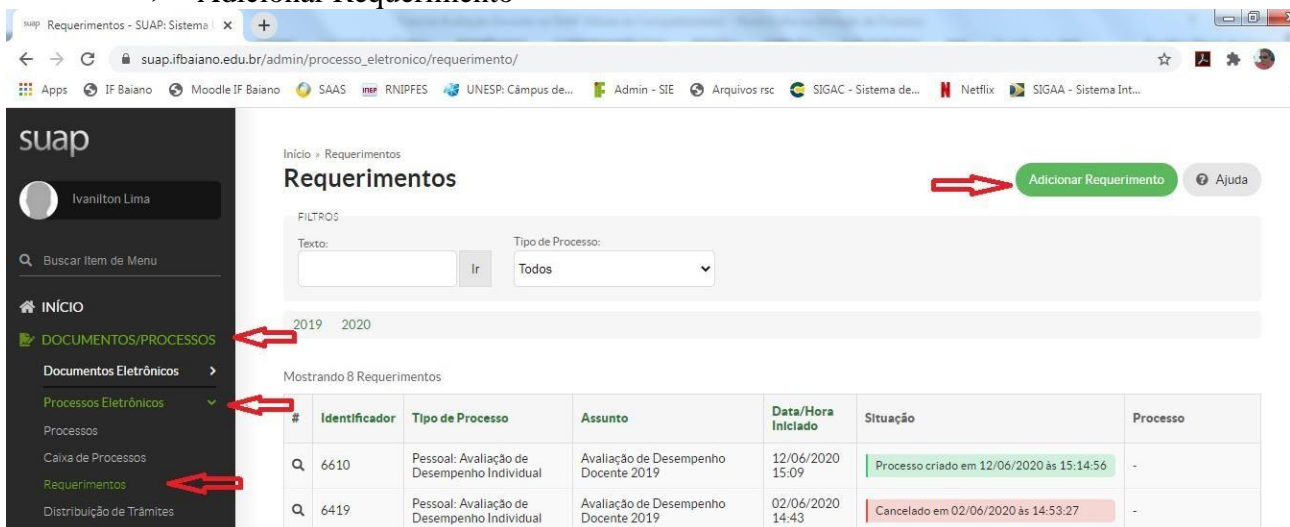 Adicionar Requerimento
suap Requerimentos - SUAP: Sistema
suap.ifbaiano.edu.br/admin/processo_eletronico/requerimento/
Apps IF Baiano Moodle IF Baiano SAAS INEP RNIPFES UNESP: Câmpus de... Admin - SIE Arquivos rsc SIGAC - Sistema de... Netflix SIGAA - Sistema Int...
suap
Ivanilton Lima
Buscar Item de Menu
INÍCIO
DOCUMENTOS/PROCESSOS
Documentos Eletrônicos
Processos Eletrônicos
Processos
Caixa de Processos
Requerimentos
Distribuição de Trâmites
Início » Requerimentos
Requerimentos
Adicionar Requerimento Ajuda
FILTROS
Texto: Tipo de Processo:
Ir Todos
2019 2020
Mostrando 8 Requerimentos
# Identificador Tipo de Processo Assunto Data/Hora Iniciado Situação Processo
6610 Pessoal: Avaliação de Desempenho Individual Avaliação de Desempenho Docente 2019 12/06/2020 15:09 Processo criado em 12/06/2020 às 15:14:56 -
6419 Pessoal: Avaliação de Desempenho Individual Avaliação de Desempenho Docente 2019 02/06/2020 14:43 Cancelado em 02/06/2020 às 14:53:27 -